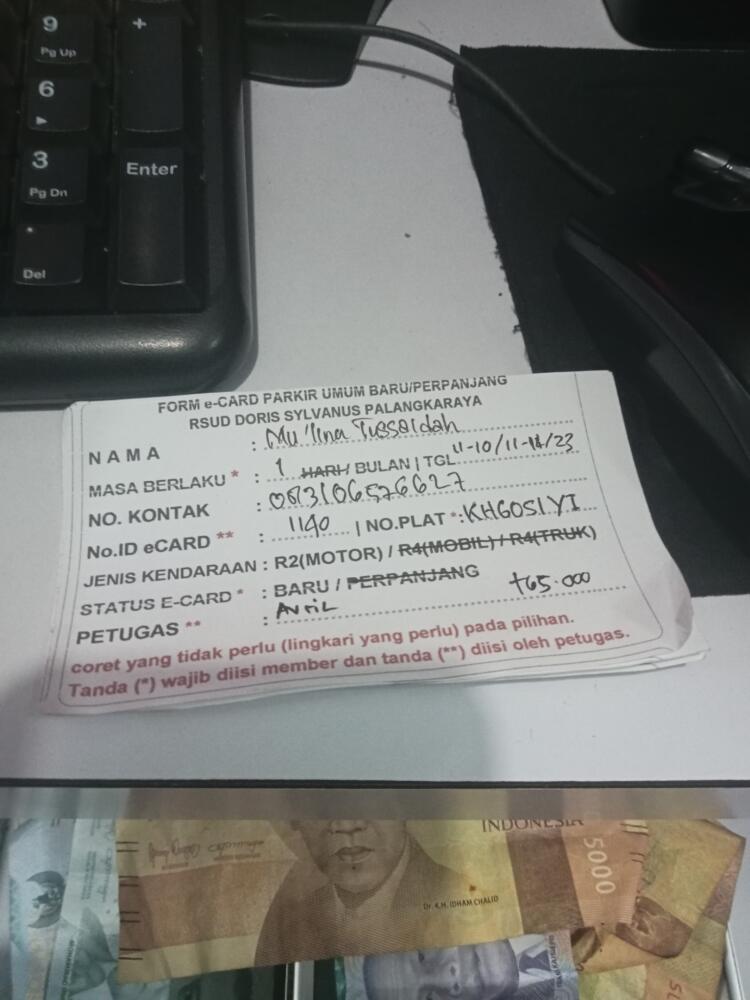 9
Pg Up
+
6
3
Pg Dn
Enter
Del
FORM e-CARD PARKIR UMUM BARU/PERPANJANG
RSUD DORIS SYLVANUS PALANGKARAYA
NAMA : Mu'lina Tussaidah
MASA BERLAKU * : 1 HARI/ BULAN | TGL 11-10/11-11/23
NO. KONTAK : 083106576627
No.ID eCARD ** : 1140 | NO.PLAT *: KH6051YI
JENIS KENDARAAN : R2(MOTOR) / R4(MOBIL) / R4(TRUK)
STATUS E-CARD * : BARU / PERPANJANG
PETUGAS ** : Avril +65.000
coret yang tidak perlu (lingkari yang perlu) pada pilihan.
Tanda (*) wajib diisi member dan tanda (**) diisi oleh petugas.
INDONESIA
5000
Dr. K.H. IDHAM CHALID